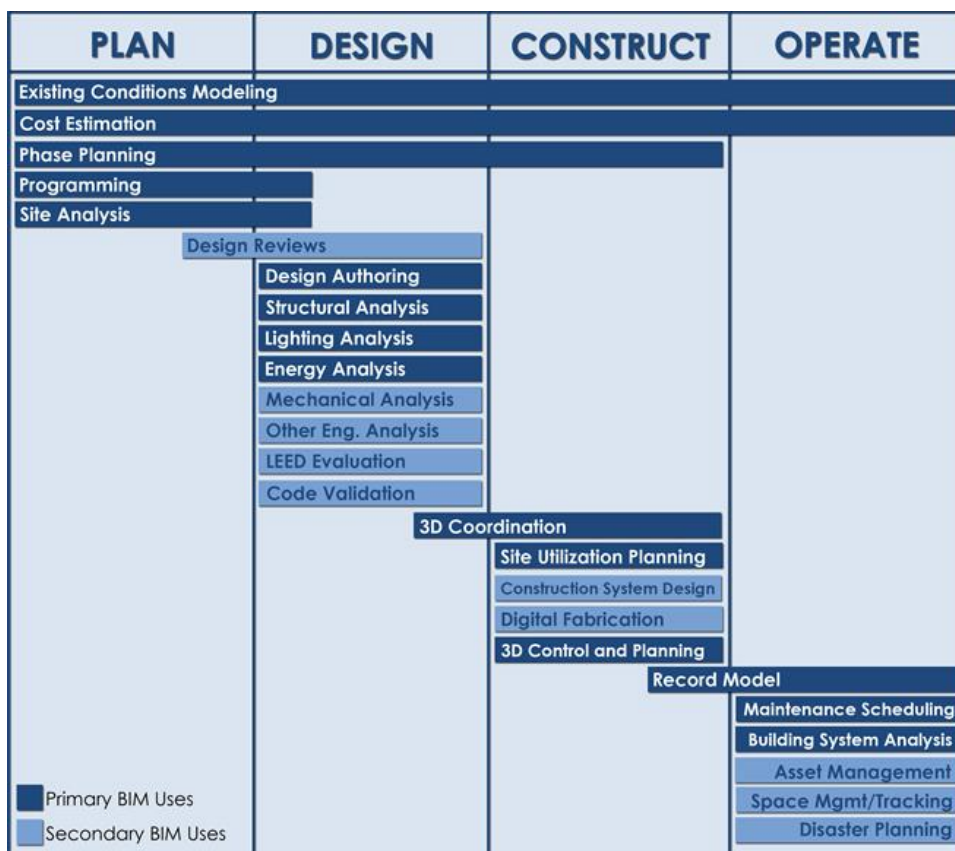 PLAN
DESIGN
CONSTRUCT
OPERATE
Existing Conditions Modeling
Cost Estimation
Phase Planning
Programming
Site Analysis
Design Reviews
Design Authoring
Structural Analysis
Lighting Analysis
Energy Analysis
Mechanical Analysis
Other Eng. Analysis
LEED Evaluation
Code Validation
3D Coordination
Site Utilization Planning
Construction System Design
Digital Fabrication
3D Control and Planning
Record Model
Maintenance Scheduling
Building System Analysis
Asset Management
Space Mgmt/Tracking
Disaster Planning
Primary BIM Uses
Secondary BIM Uses